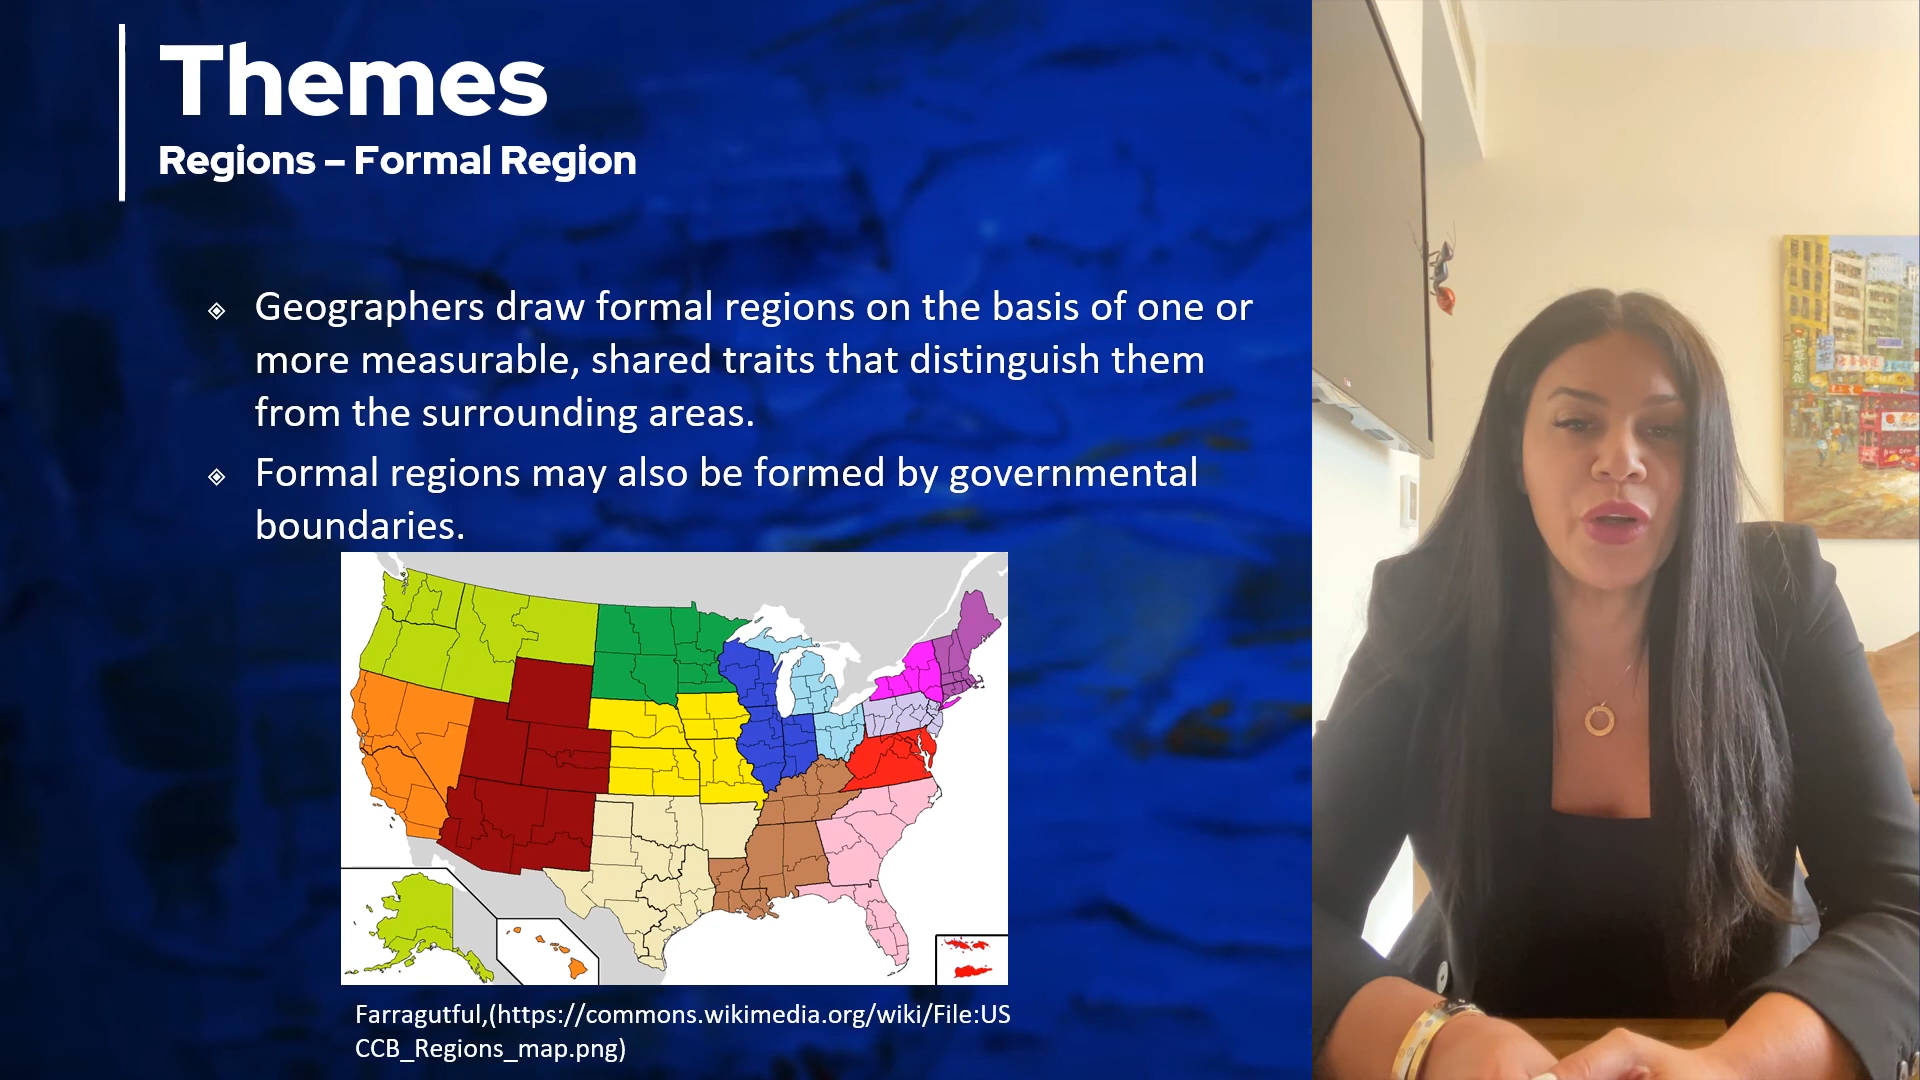 Themes
Regions – Formal Region
Geographers draw formal regions on the basis of one or
more measurable, shared traits that distinguish them
from the surrounding areas.
Formal regions may also be formed by governmental
boundaries.
Farragutful,(https://commons.wikimedia.org/wiki/File:US
CCB_Regions_map.png)